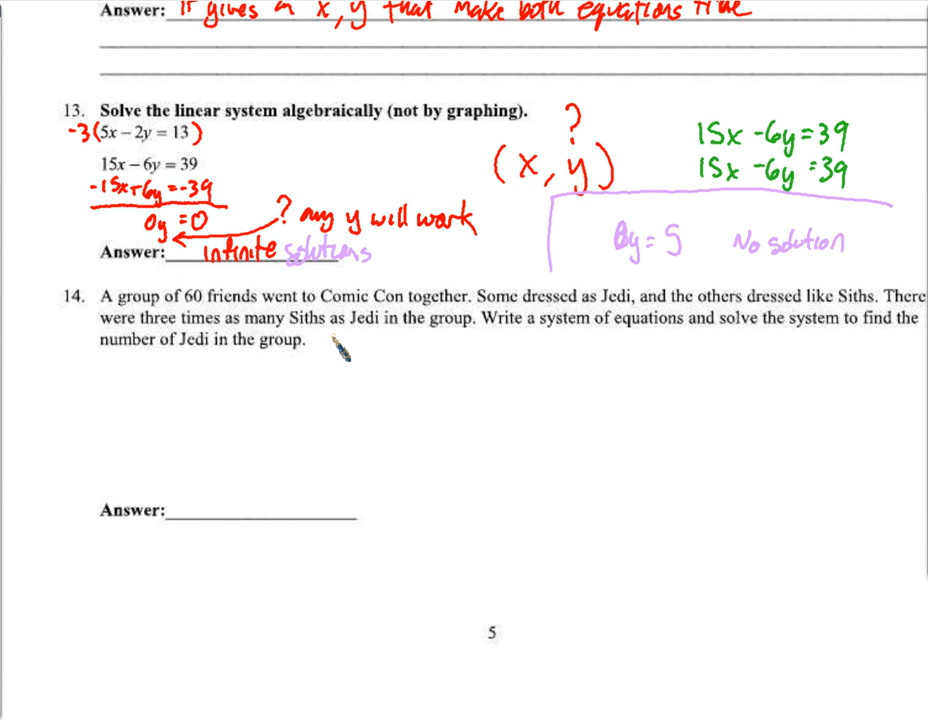 Answer: it gives a x, y that make both equations true
13. Solve the linear system algebraically (not by graphing).
-3(5x – 2y = 13)
15x – 6y = 39
-15x+6y=-39
0y =0
? any y will work
Answer: infinite solutions
?
(x, y)
15x -6y=39
15x -6y =39
0y= 5 No solution
14. A group of 60 friends went to Comic Con together. Some dressed as Jedi, and the others dressed like Siths. There
were three times as many Siths as Jedi in the group. Write a system of equations and solve the system to find the
number of Jedi in the group.
Answer:
5